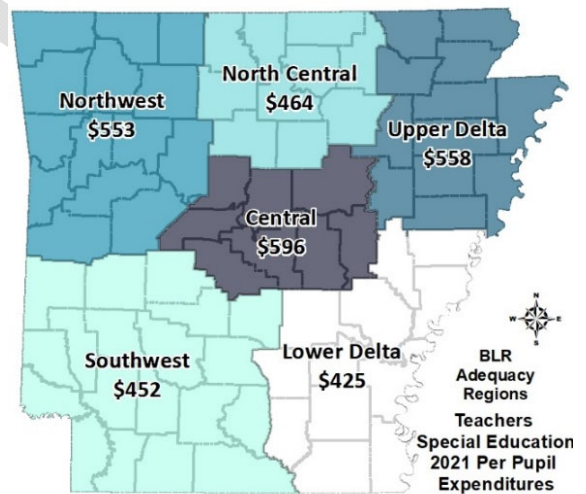 North Central
$464
Northwest
$553
Upper Delta
$558
Central
$596
Southwest
$452
Lower Delta
$425
N
W E
S
BLR
Adequacy
Regions
Teachers
Special Education
2021 Per Pupil
Expenditures